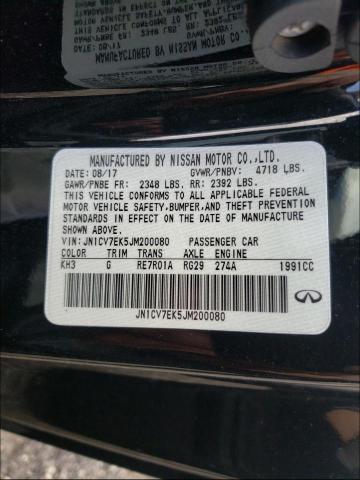 MANUFACTURED BY NISSAN MOTOR CO.,LTD.
DATE: 08/17 GVWR/PNBV: 4718 LBS.
GAWR/PNBE FR: 2348 LBS. RR: 2392 LBS.
THIS VEHICLE CONFORMS TO ALL APPLICABLE FEDERAL
MOTOR VEHICLE SAFETY,BUMPER,AND THEFT PREVENTION
STANDARDS IN EFFECT ON THE DATE OF MANUFACTURE
SHOWN ABOVE.
VIN:JN1CV7EK5JM200080 PASSENGER CAR
COLOR TRIM TRANS AXLE ENGINE
KH3 G RE7R01A RG29 274A 1991CC
JN1CV7EK5JM200080